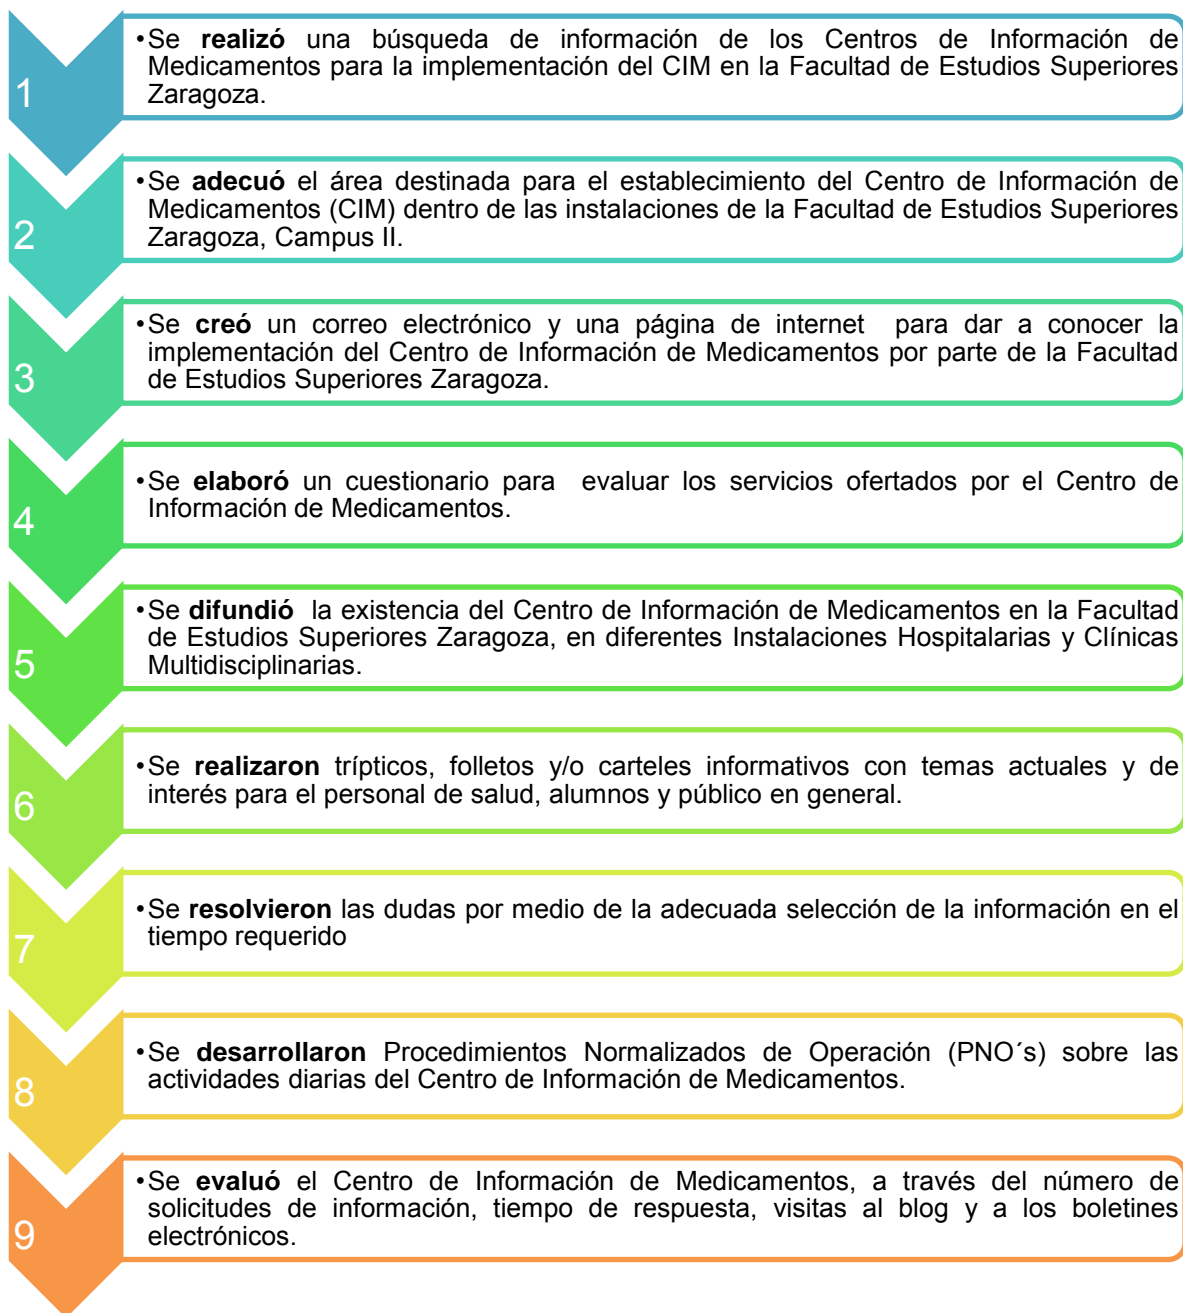 1
•Se realizó una búsqueda de información de los Centros de Información de
Medicamentos para la implementación del CIM en la Facultad de Estudios Superiores
Zaragoza.
2
•Se adecuó el área destinada para el establecimiento del Centro de Información de
Medicamentos (CIM) dentro de las instalaciones de la Facultad de Estudios Superiores
Zaragoza, Campus II.
3
•Se creó un correo electrónico y una página de internet para dar a conocer la
implementación del Centro de Información de Medicamentos por parte de la Facultad
de Estudios Superiores Zaragoza.
4
•Se elaboró un cuestionario para evaluar los servicios ofertados por el Centro de
Información de Medicamentos.
5
•Se difundió la existencia del Centro de Información de Medicamentos en la Facultad
de Estudios Superiores Zaragoza, en diferentes Instalaciones Hospitalarias y Clínicas
Multidisciplinarias.
6
•Se realizaron trípticos, folletos y/o carteles informativos con temas actuales y de
interés para el personal de salud, alumnos y público en general.
7
•Se resolvieron las dudas por medio de la adecuada selección de la información en el
tiempo requerido
8
•Se desarrollaron Procedimientos Normalizados de Operación (PNO´s) sobre las
actividades diarias del Centro de Información de Medicamentos.
9
•Se evaluó el Centro de Información de Medicamentos, a través del número de
solicitudes de información, tiempo de respuesta, visitas al blog y a los boletines
electrónicos.